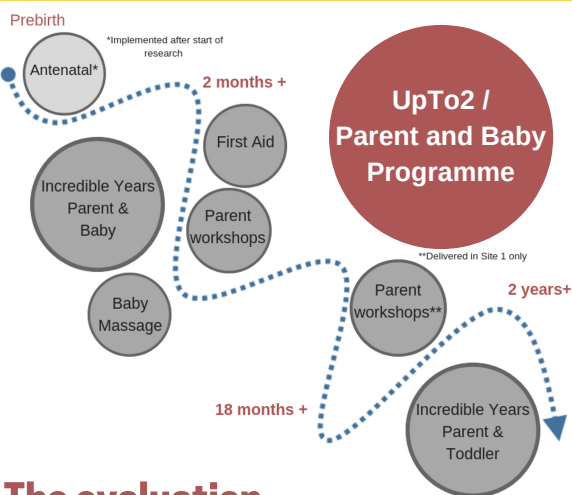 Prebirth
*Implemented after start of
research
Antenatal*
2 months +
First Aid
UpTo2 /
Parent and Baby
Programme
Incredible Years
Parent &
Baby
Parent
workshops
Baby
Massage
**Delivered in Site 1 only
Parent
workshops**
2 years+
18 months +
Incredible Years
Parent &
Toddler
The evaluation